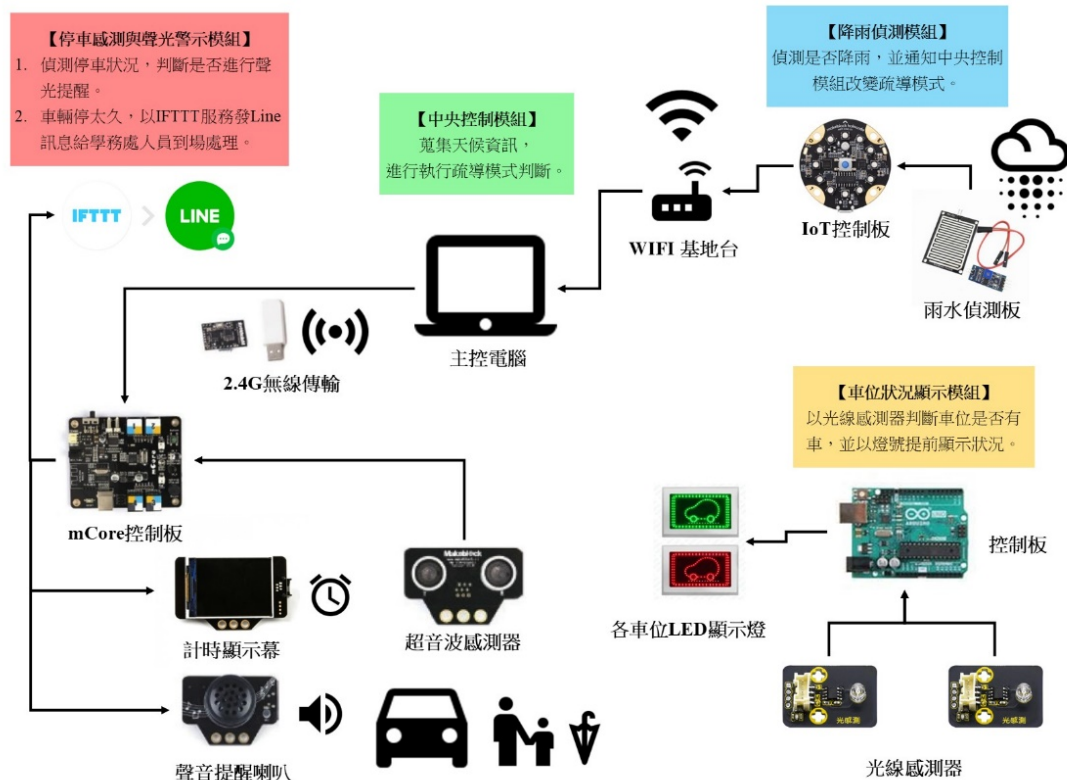 【停車感測與聲光警示模組】
1. 偵測停車狀況，判斷是否進行聲
光提醒。
2. 車輛停太久，以IFTTT服務發Line
訊息給學務處人員到場處理。
IFTTT
LINE
【中央控制模組】
蒐集天候資訊，
進行執行疏導模式判斷。
【降雨偵測模組】
偵測是否降雨，並通知中央控制
模組改變疏導模式。
IoT控制板
WIFI 基地台
雨水偵測板
主控電腦
2.4G無線傳輸
mCore控制板
【車位狀況顯示模組】
以光線感測器判斷車位是否有
車，並以燈號提前顯示狀況。
Makeblock
ARDUINO
控制板
各車位LED顯示燈
計時顯示幕
超音波感測器
聲音提醒喇叭
光感測
光感測
光線感測器